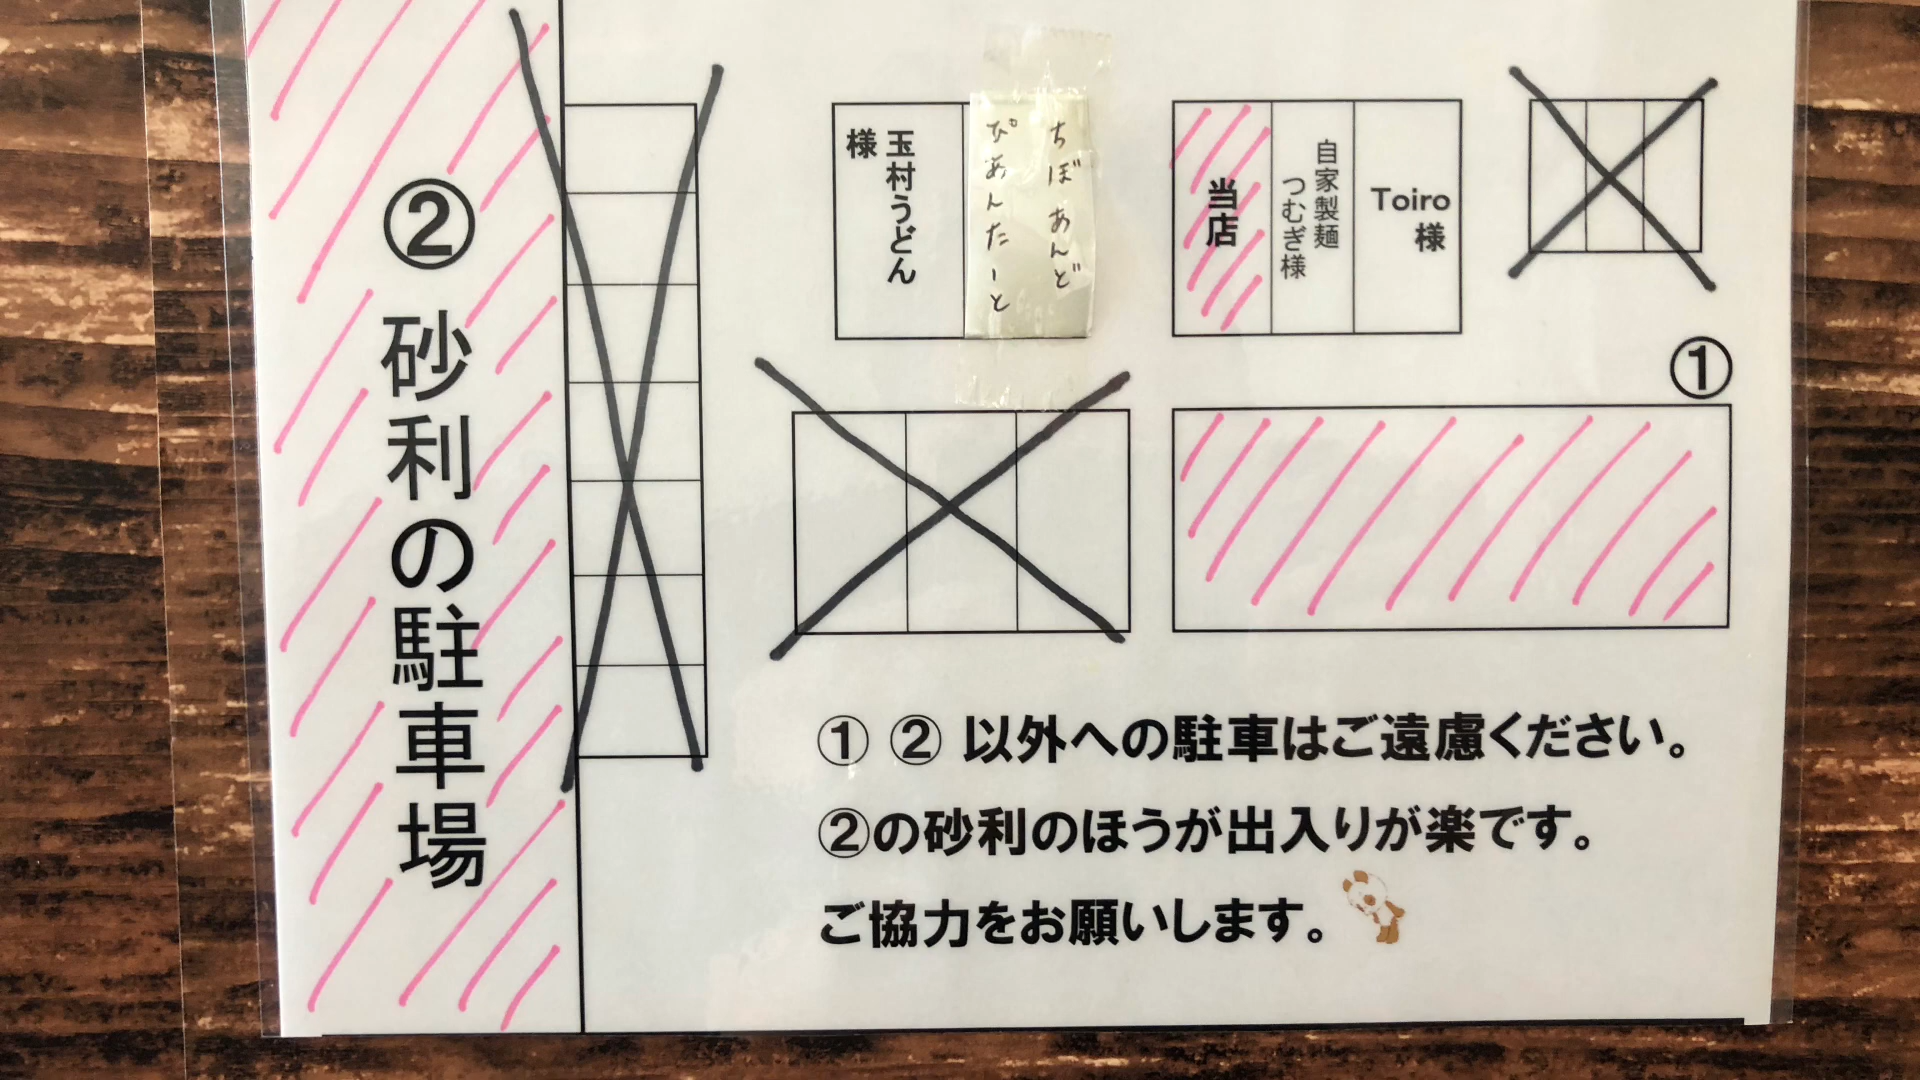 ② 砂利の駐車場
玉村うどん
様
ちぼあんど
ぴあんたーと
当店
自家製麺
つむぎ様
Toiro
様
①
① ② 以外への駐車はご遠慮ください。
②の砂利のほうが出入りが楽です。
ご協力をお願いします。